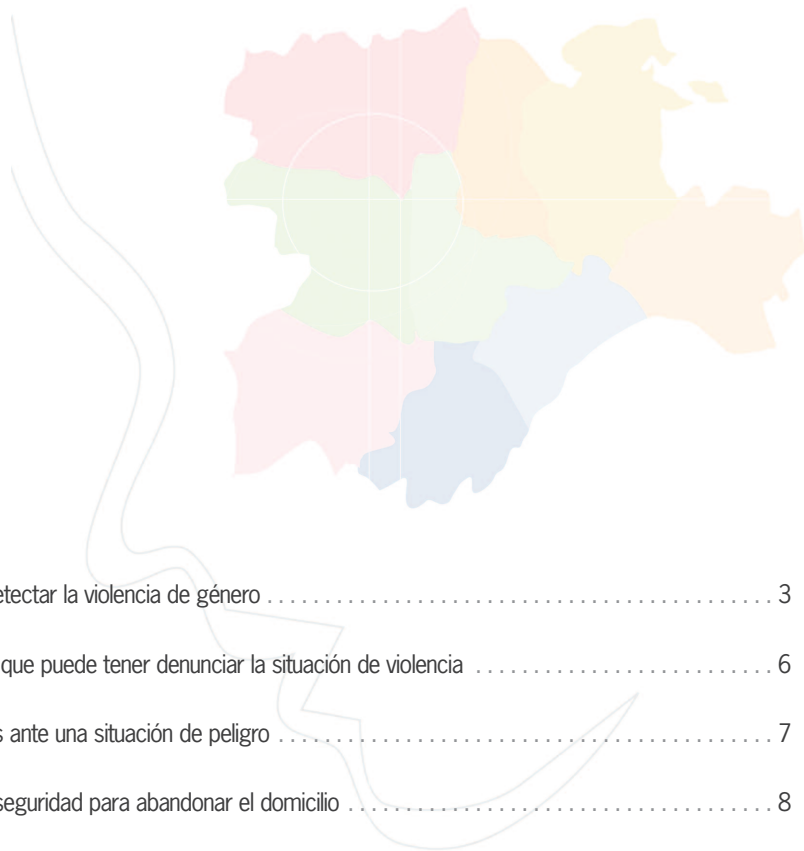 etectar la violencia de género . . . . . . . . . . . . . . . . . . . . . . . . . . . . . . . . . . . . . . . . . . . 3
que puede tener denunciar la situación de violencia . . . . . . . . . . . . . . . . . . . . . . . . . . 6
s ante una situación de peligro . . . . . . . . . . . . . . . . . . . . . . . . . . . . . . . . . . . . . . . . . . 7
seguridad para abandonar el domicilio . . . . . . . . . . . . . . . . . . . . . . . . . . . . . . . . . . . . 8